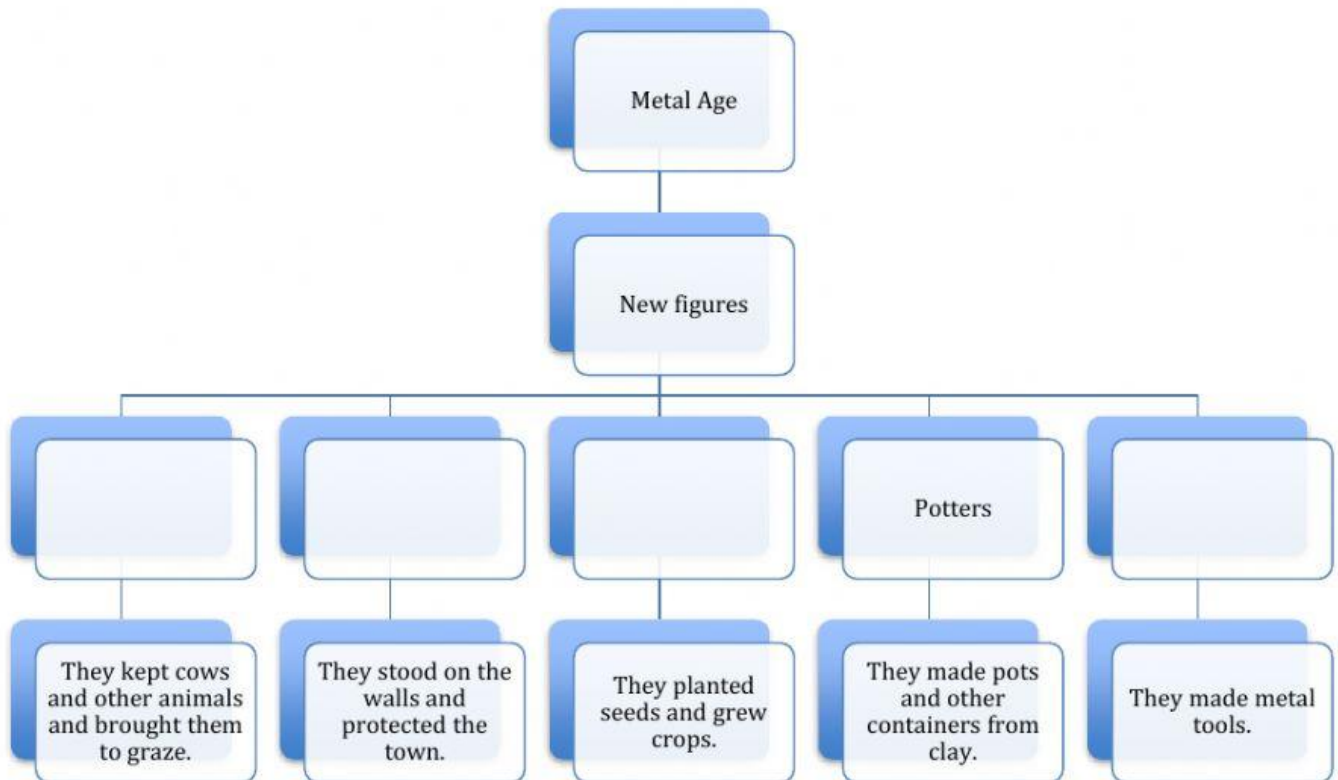 Metal Age
New figures
Potters
They kept cows
and other animals
and brought them
to graze.
They stood on the
walls and
protected the
town.
They planted
seeds and grew
crops.
They made pots
and other
containers from
clay.
They made metal
tools.